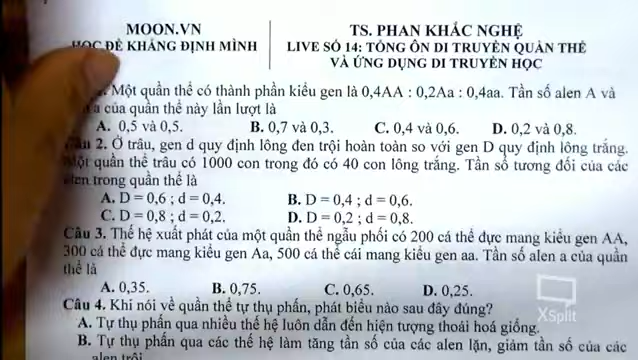 MOON.VN
HỌC ĐỂ KHẲNG ĐỊNH MÌNH
TS. PHAN KHẮC NGHỆ
LIVE SỐ 14: TỔNG ÔN DI TRUYỀN QUẦN THỂ
VÀ ỨNG DỤNG DI TRUYỀN HỌC
Một quần thể có thành phần kiểu gen là 0,4AA : 0,2Aa : 0,4aa. Tần số alen A và
a của quần thể này lần lượt là
A. 0,5 và 0,5. B. 0,7 và 0,3. C. 0,4 và 0,6. D. 0,2 và 0,8.
Câu 2. Ở trâu, gen d quy định lông đen trội hoàn toàn so với gen D quy định lông trắng.
Một quần thể trâu có 1000 con trong đó có 40 con lông trắng. Tần số tương đối của các
alen trong quần thể là
A. D = 0,6 ; d = 0,4. B. D = 0,4 ; d = 0,6.
C. D = 0,8 ; d = 0,2. D. D = 0,2 ; d = 0,8.
Câu 3. Thế hệ xuất phát của một quần thể ngẫu phối có 200 cá thể đực mang kiểu gen AA,
300 cá thể đực mang kiểu gen Aa, 500 cá thể cái mang kiểu gen aa. Tần số alen a của quần
thể là
A. 0,35. B. 0,75. C. 0,65. D. 0,25.
Câu 4. Khi nói về quần thể tự thụ phấn, phát biểu nào sau đây đúng?
A. Tự thụ phấn qua nhiều thế hệ luôn dẫn đến hiện tượng thoái hoá giống.
B. Tự thụ phấn qua các thế hệ làm tăng tần số của các alen lặn, giảm tần số của các
alen trội
XSplit